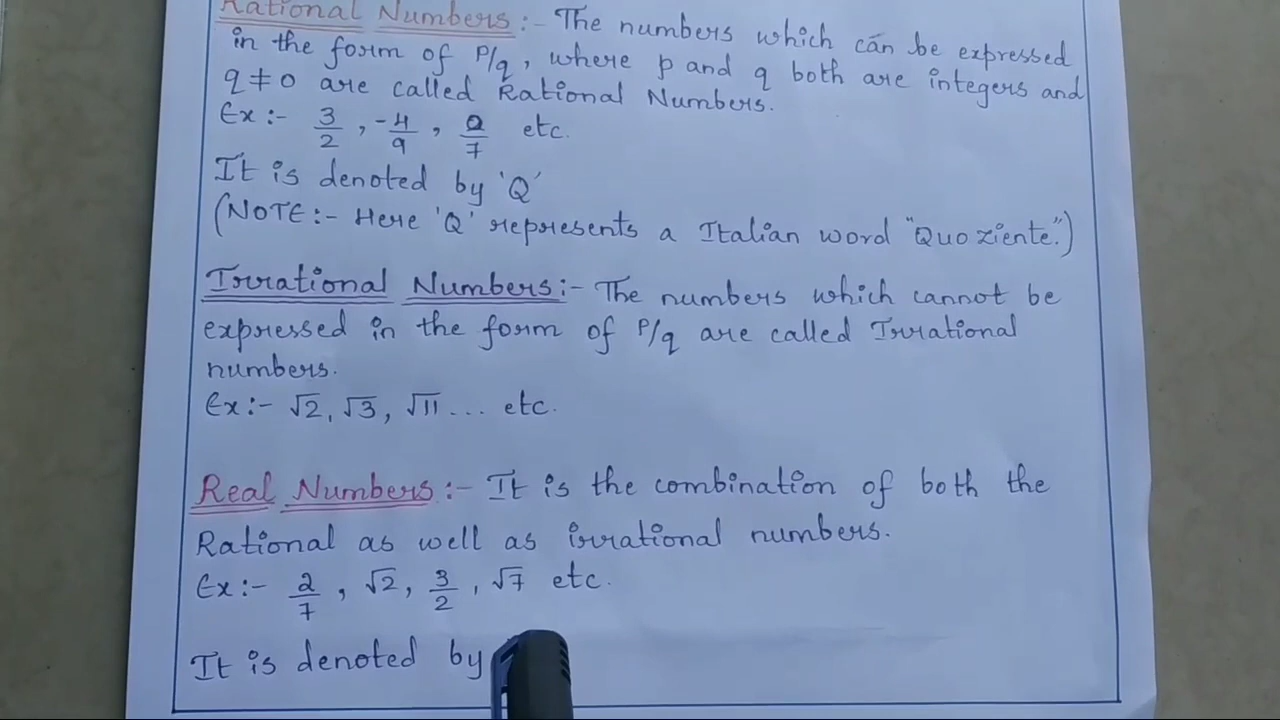 Rational Numbers:- The numbers which can be expressed
in the form of P/q, where p and q both are integers and
q ≠ 0 are called Rational Numbers.
Ex:- 3/2, -4/9, 2/7 etc.
It is denoted by 'Q'
(NOTE:- Here 'Q' represents a Italian word "Quoziente".)
Irrational Numbers:- The numbers which cannot be
expressed in the form of P/q are called Irrational
numbers.
Ex:- √2, √3, √11 ... etc.
Real Numbers:- It is the combination of both the
Rational as well as irrational numbers.
Ex:- 2/7, √2, 3/2, √7 etc.
It is denoted by